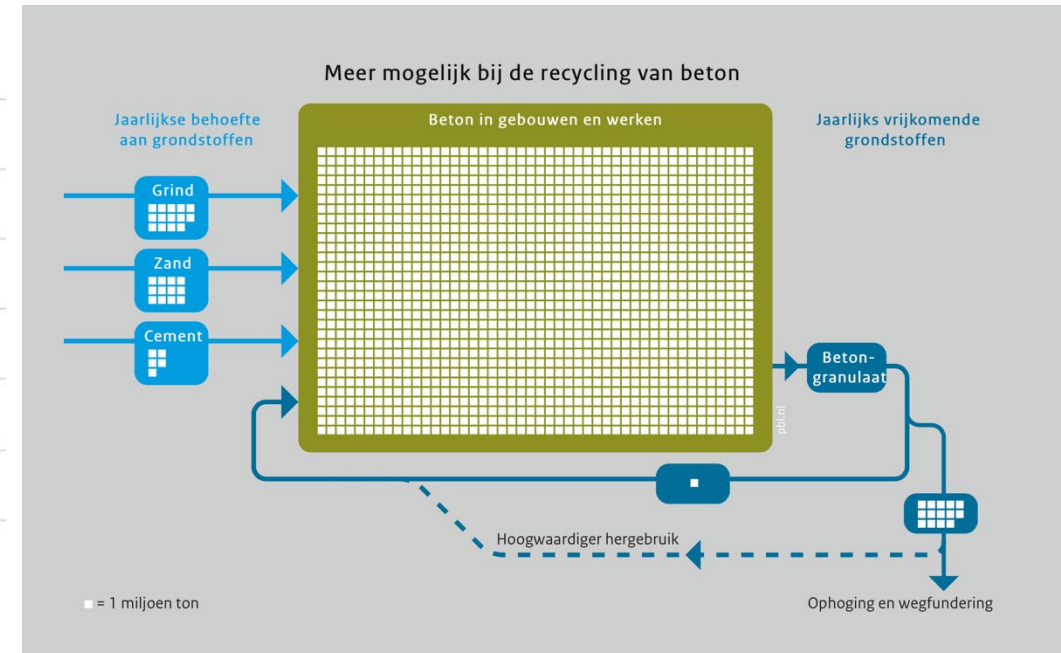 Meer mogelijk bij de recycling van beton
Jaarlijkse behoefte
aan grondstoffen
Beton in gebouwen en werken
Jaarlijks vrijkomende
grondstoffen
Grind
Zand
Cement
Beton-
granulaat
pbl.nl
Hoogwaardiger hergebruik
= 1 miljoen ton
Ophoging en wegfundering